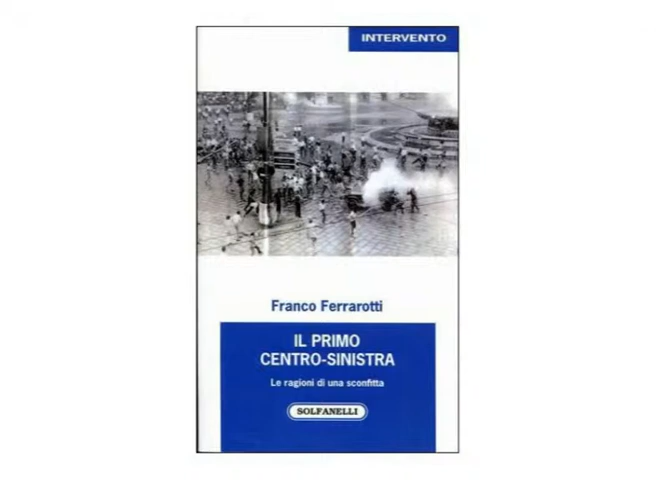 INTERVENTO
Franco Ferrarotti
IL PRIMO
CENTRO-SINISTRA
Le ragioni di una sconfitta
SOLFANELLI